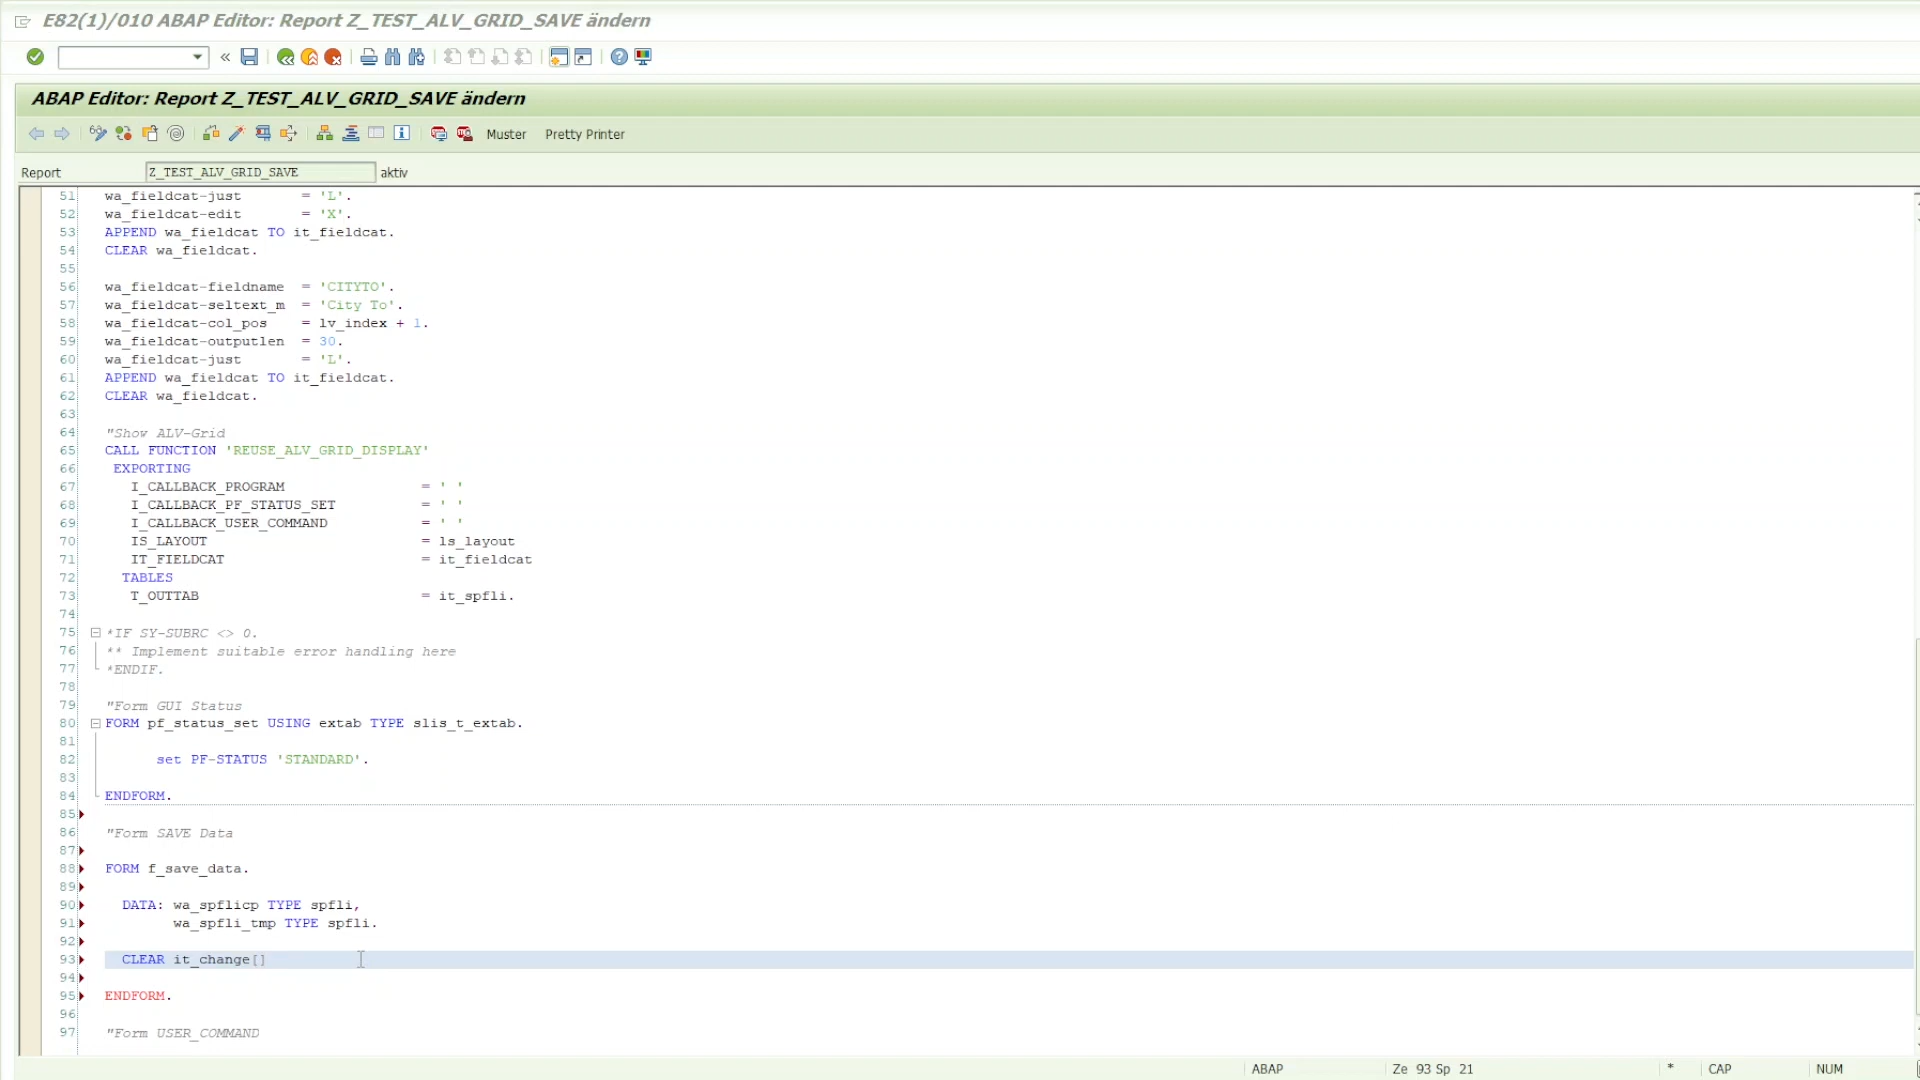 E82(1)/010 ABAP Editor: Report Z_TEST_ALV_GRID_SAVE ändern
«
ABAP Editor: Report Z_TEST_ALV_GRID_SAVE ändern
Muster Pretty Printer
Report Z_TEST_ALV_GRID_SAVE aktiv
51 wa_fieldcat-just = 'L'.
52 wa_fieldcat-edit = 'X'.
53 APPEND wa_fieldcat TO it_fieldcat.
54 CLEAR wa_fieldcat.
55
56 wa_fieldcat-fieldname = 'CITYTO'.
57 wa_fieldcat-seltext_m = 'City To'.
58 wa_fieldcat-col_pos = lv_index + 1.
59 wa_fieldcat-outputlen = 30.
60 wa_fieldcat-just = 'L'.
61 APPEND wa_fieldcat TO it_fieldcat.
62 CLEAR wa_fieldcat.
63
64 "Show ALV-Grid
65 CALL FUNCTION 'REUSE_ALV_GRID_DISPLAY'
66 EXPORTING
67 I_CALLBACK_PROGRAM = ' '
68 I_CALLBACK_PF_STATUS_SET = ' '
69 I_CALLBACK_USER_COMMAND = ' '
70 IS_LAYOUT = ls_layout
71 IT_FIELDCAT = it_fieldcat
72 TABLES
73 T_OUTTAB = it_spfli.
74
75 *IF SY-SUBRC <> 0.
76 ** Implement suitable error handling here
77 *ENDIF.
78
79 "Form GUI Status
80 FORM pf_status_set USING extab TYPE slis_t_extab.
81
82 set PF-STATUS 'STANDARD'.
83
84 ENDFORM.
85
86 "Form SAVE Data
87
88 FORM f_save_data.
89
90 DATA: wa_spflicp TYPE spfli,
91 wa_spfli_tmp TYPE spfli.
92
93 CLEAR it_change[]
94
95 ENDFORM.
96
97 "Form USER_COMMAND
ABAP Ze 93 Sp 21 * CAP NUM